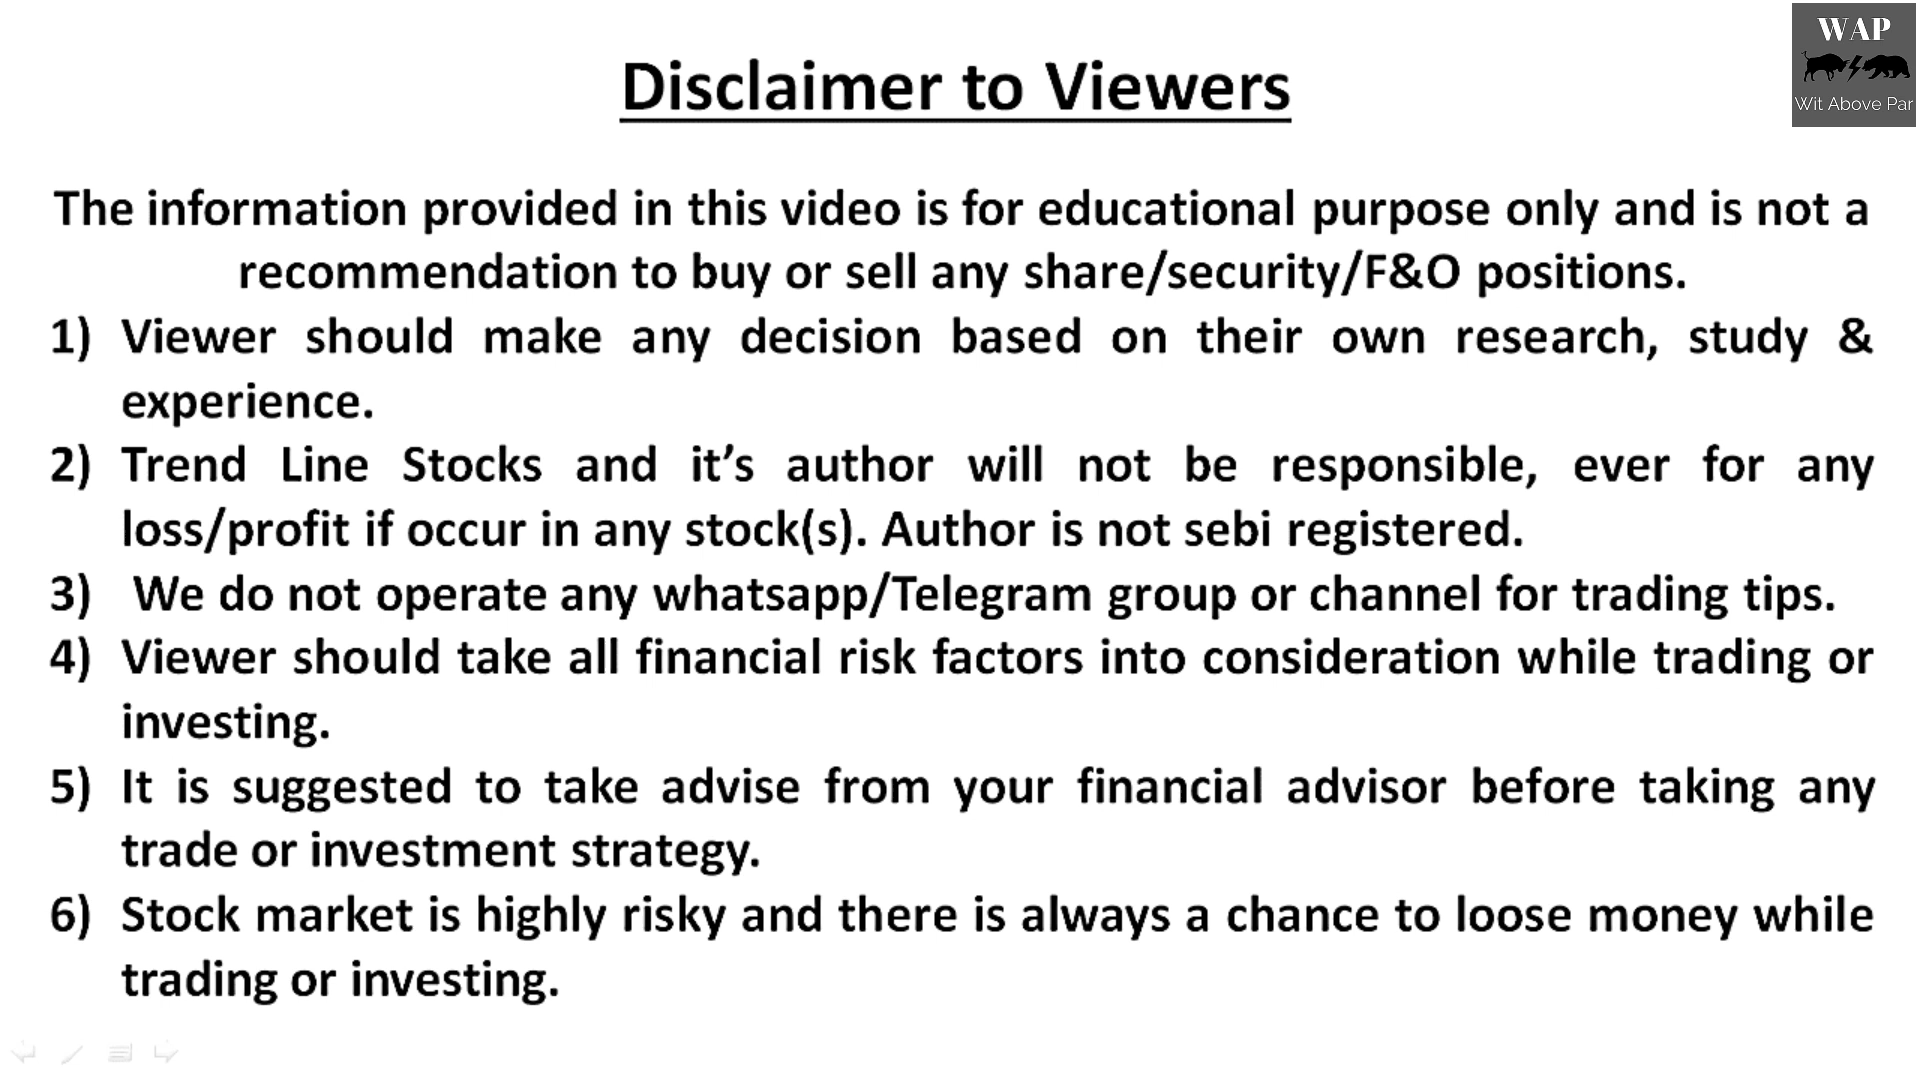 WAP
Wit Above Par
Disclaimer to Viewers
The information provided in this video is for educational purpose only and is not a
recommendation to buy or sell any share/security/F&O positions.
1) Viewer should make any decision based on their own research, study &
experience.
2) Trend Line Stocks and it’s author will not be responsible, ever for any
loss/profit if occur in any stock(s). Author is not sebi registered.
3) We do not operate any whatsapp/Telegram group or channel for trading tips.
4) Viewer should take all financial risk factors into consideration while trading or
investing.
5) It is suggested to take advise from your financial advisor before taking any
trade or investment strategy.
6) Stock market is highly risky and there is always a chance to loose money while
trading or investing.